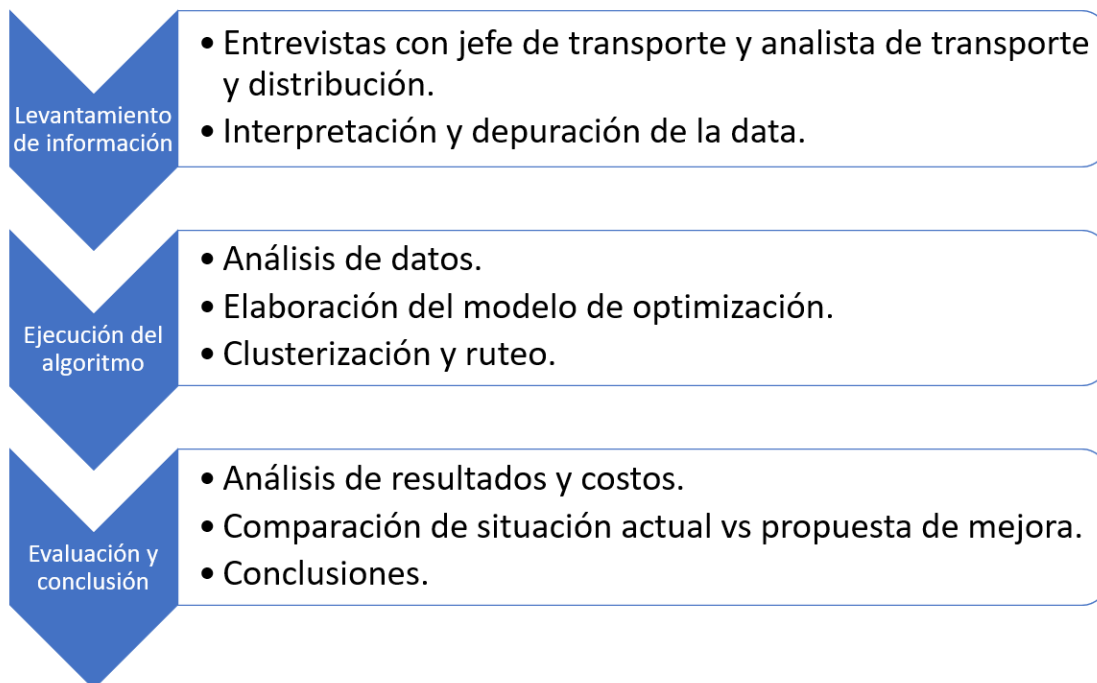 Levantamiento
de información
• Entrevistas con jefe de transporte y analista de transporte
y distribución.
• Interpretación y depuración de la data.
Ejecución del
algoritmo
• Análisis de datos.
• Elaboración del modelo de optimización.
• Clusterización y ruteo.
Evaluación y
conclusión
• Análisis de resultados y costos.
• Comparación de situación actual vs propuesta de mejora.
• Conclusiones.